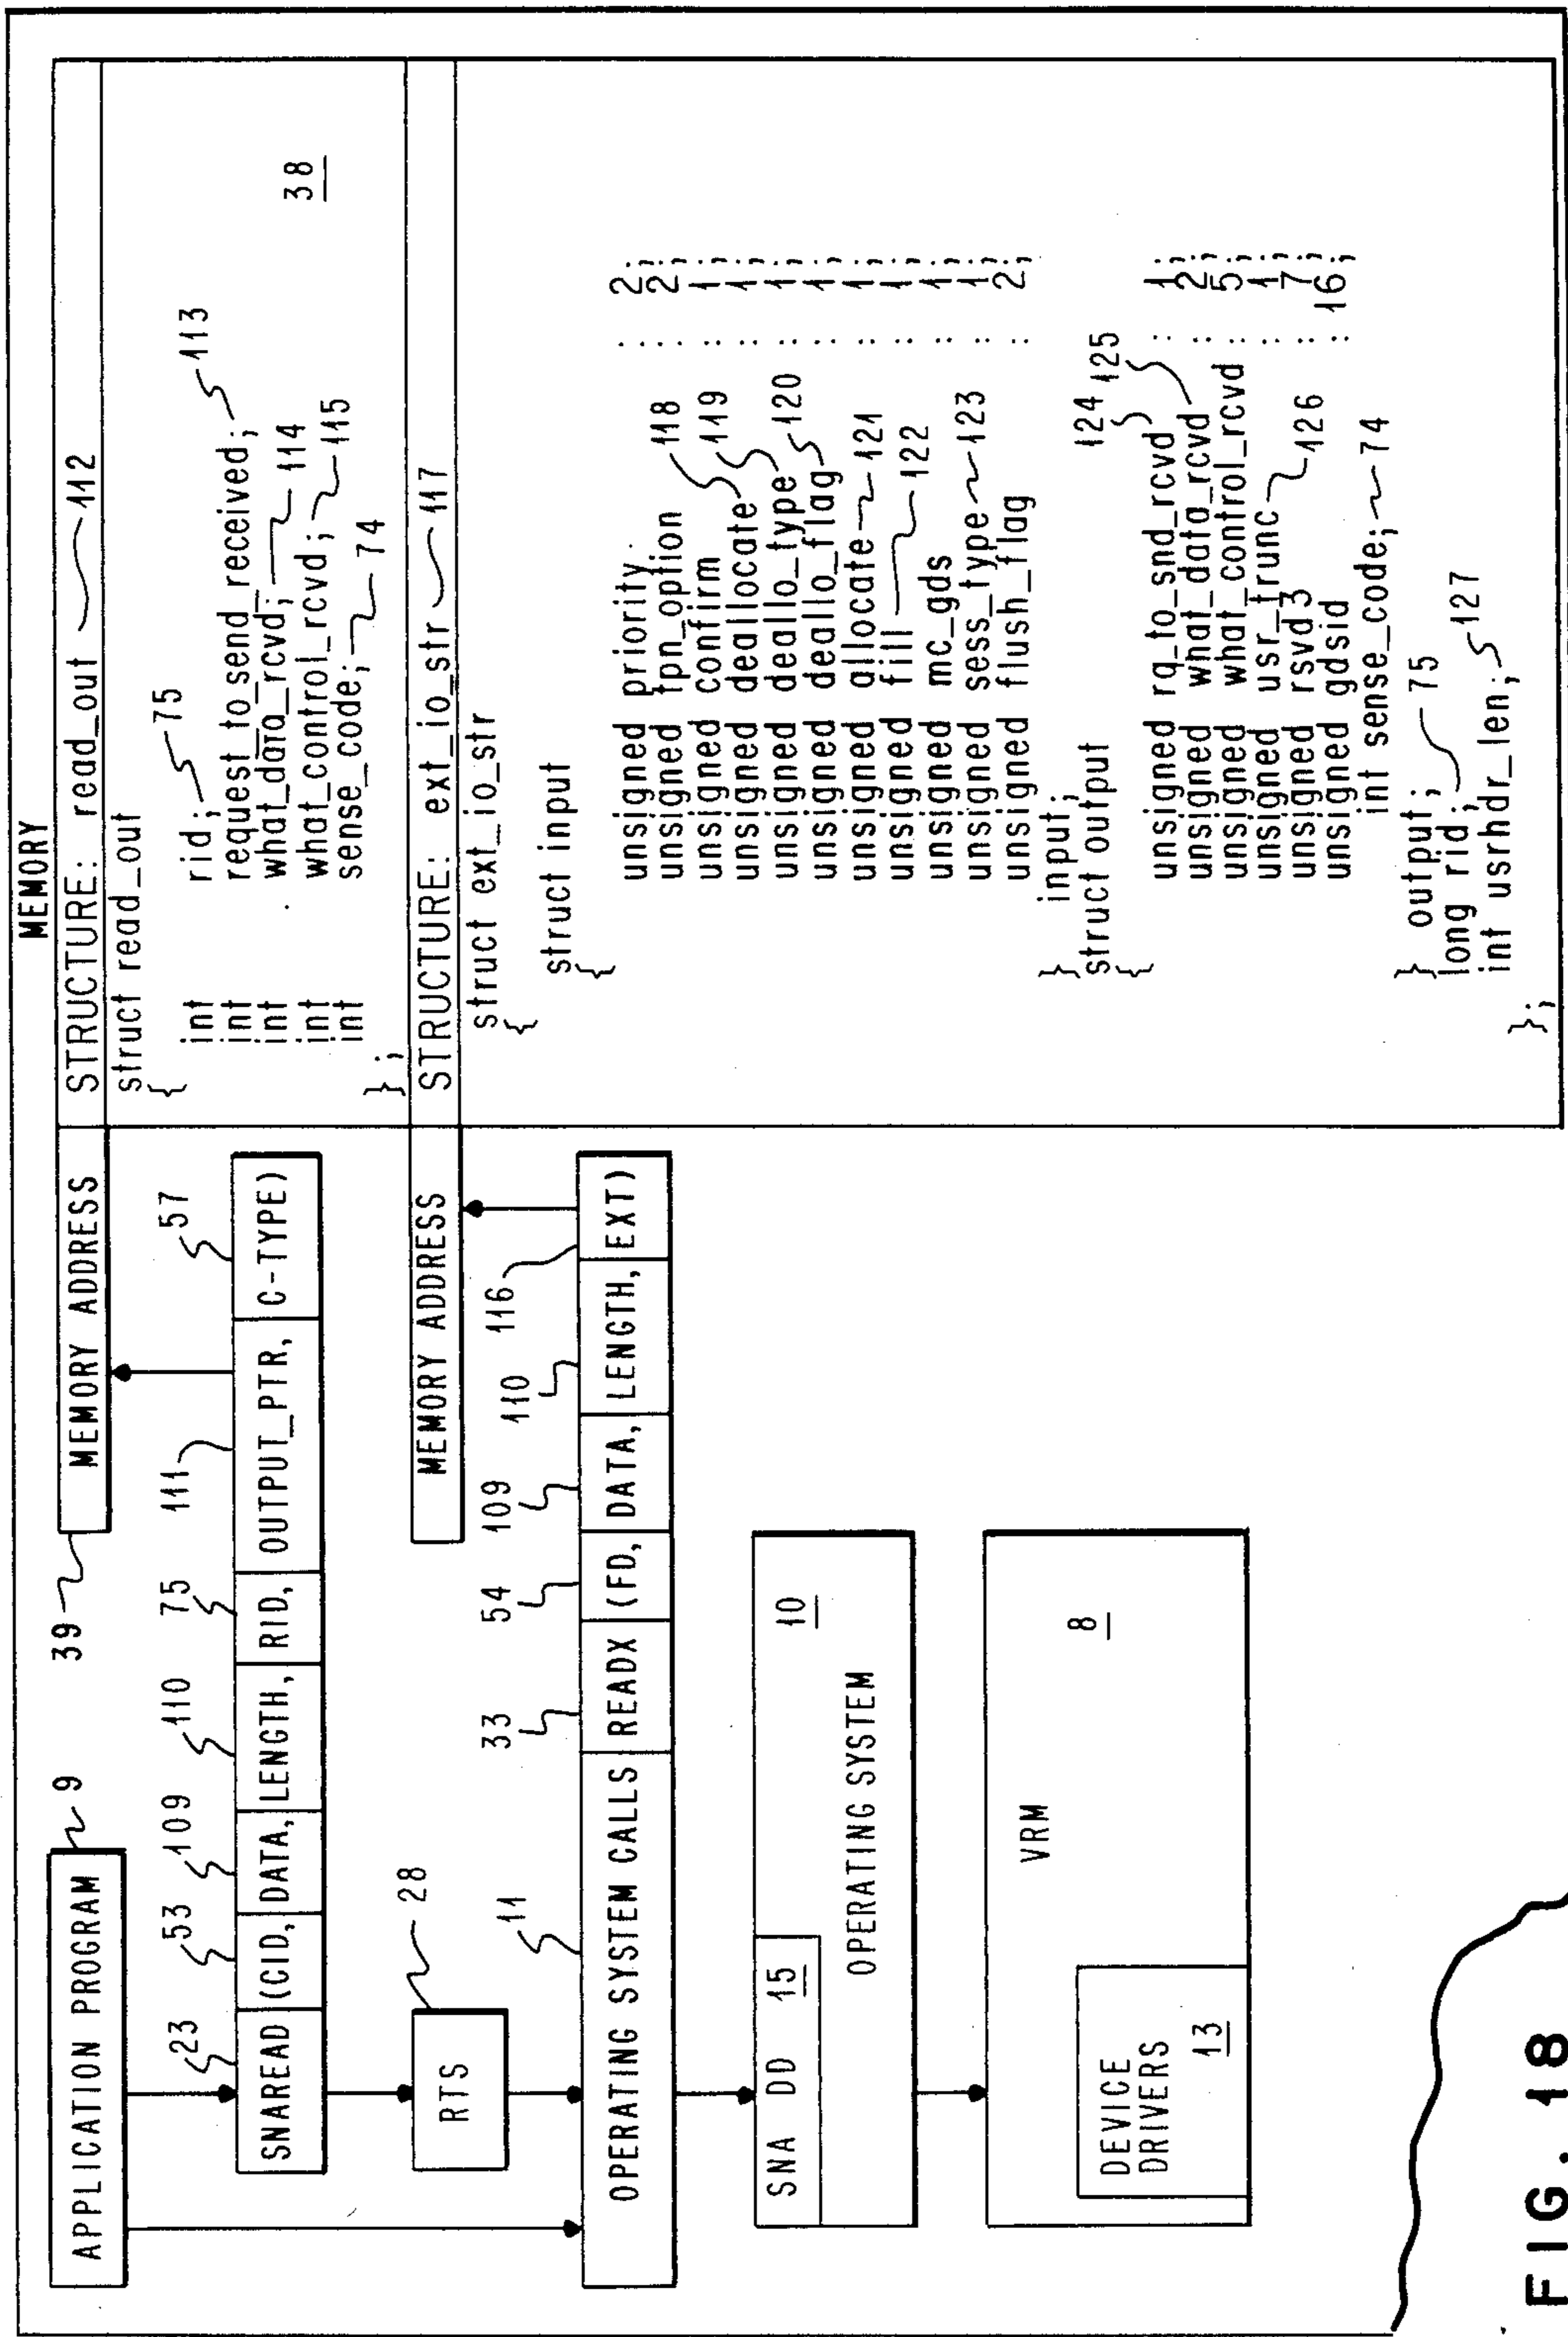 MEMORY
APPLICATION PROGRAM 9
39 MEMORY ADDRESS STRUCTURE: read_out 112
23 53 109 110 75 111 57
SNAREAD (CID, DATA, LENGTH, RID, OUTPUT_PTR, C-TYPE)
struct read_out
{
int rid; 75
int request_to_send_received; 113
int what_data_rcvd; 114
int what_control_rcvd; 115
int sense_code; 74
};
38
RTS 28
MEMORY ADDRESS STRUCTURE: ext_io_str 117
11 33 54 109 110 116
OPERATING SYSTEM CALLS READX (FD, DATA, LENGTH, EXT)
struct ext_io_str
{
struct input
{
unsigned priority : 2;
unsigned tpn_option : 2;
unsigned confirm 118 : 1;
unsigned deallocate 119 : 1;
unsigned deallo_type : 1;
unsigned deallo_flag 120 : 1;
unsigned allocate 121 : 1;
unsigned fill 122 : 1;
unsigned mc_gds : 1;
unsigned sess_type 123 : 1;
unsigned flush_flag : 2;
} input;
struct output
{
124 125
unsigned rq_to_snd_rcvd : 1;
unsigned what_data_rcvd : 2;
unsigned what_control_rcvd : 5;
unsigned usr_trunc 126 : 1;
unsigned rsvd3 : 7;
unsigned gdsid : 16;
int sense_code; 74
} output;
long rid; 75
int usrhdr_len; 127
};
SNA DD 15
10
OPERATING SYSTEM
VRM
8
DEVICE
DRIVERS
13
FIG. 18